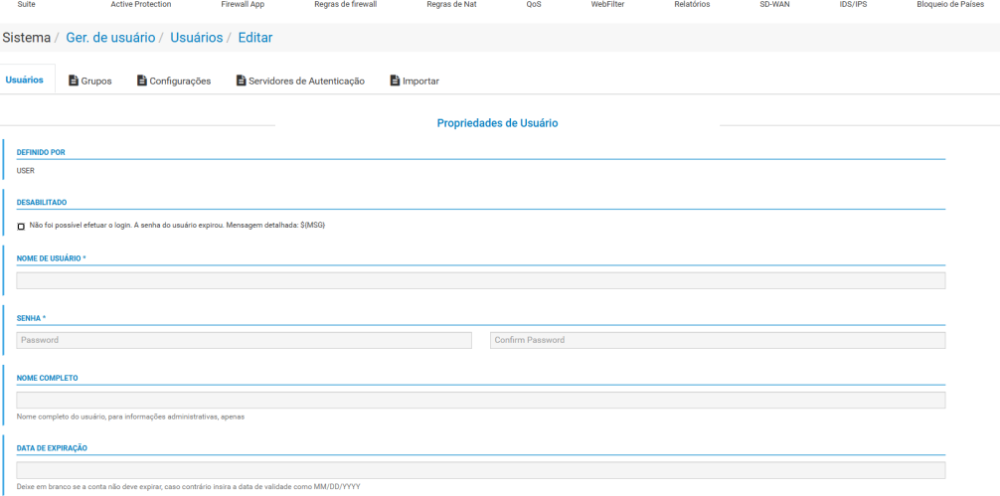 Suite Active Protection Firewall App Regras de firewall Regras de Nat QoS WebFilter Relatórios SD-WAN IDS/IPS Bloqueio de Países
Sistema / Ger. de usuário / Usuários / Editar
Usuários Grupos Configurações Servidores de Autenticação Importar
Propriedades de Usuário
DEFINIDO POR
USER
DESABILITADO
Não foi possível efetuar o login. A senha do usuário expirou. Mensagem detalhada: ${MSG}
NOME DE USUÁRIO *
SENHA *
Password Confirm Password
NOME COMPLETO
Nome completo do usuário, para informações administrativas, apenas
DATA DE EXPIRAÇÃO
Deixe em branco se a conta não deve expirar, caso contrário insira a data de validade como MM/DD/YYYY